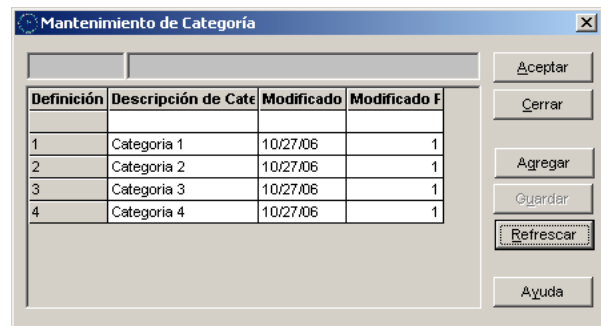 Mantenimiento de Categoría
Aceptar
Definición Descripción de Cate Modificado Modificado F
Cerrar
1 Categoria 1 10/27/06 1
2 Categoria 2 10/27/06 1
3 Categoria 3 10/27/06 1
4 Categoria 4 10/27/06 1
Agregar
Guardar
Refrescar
Ayuda